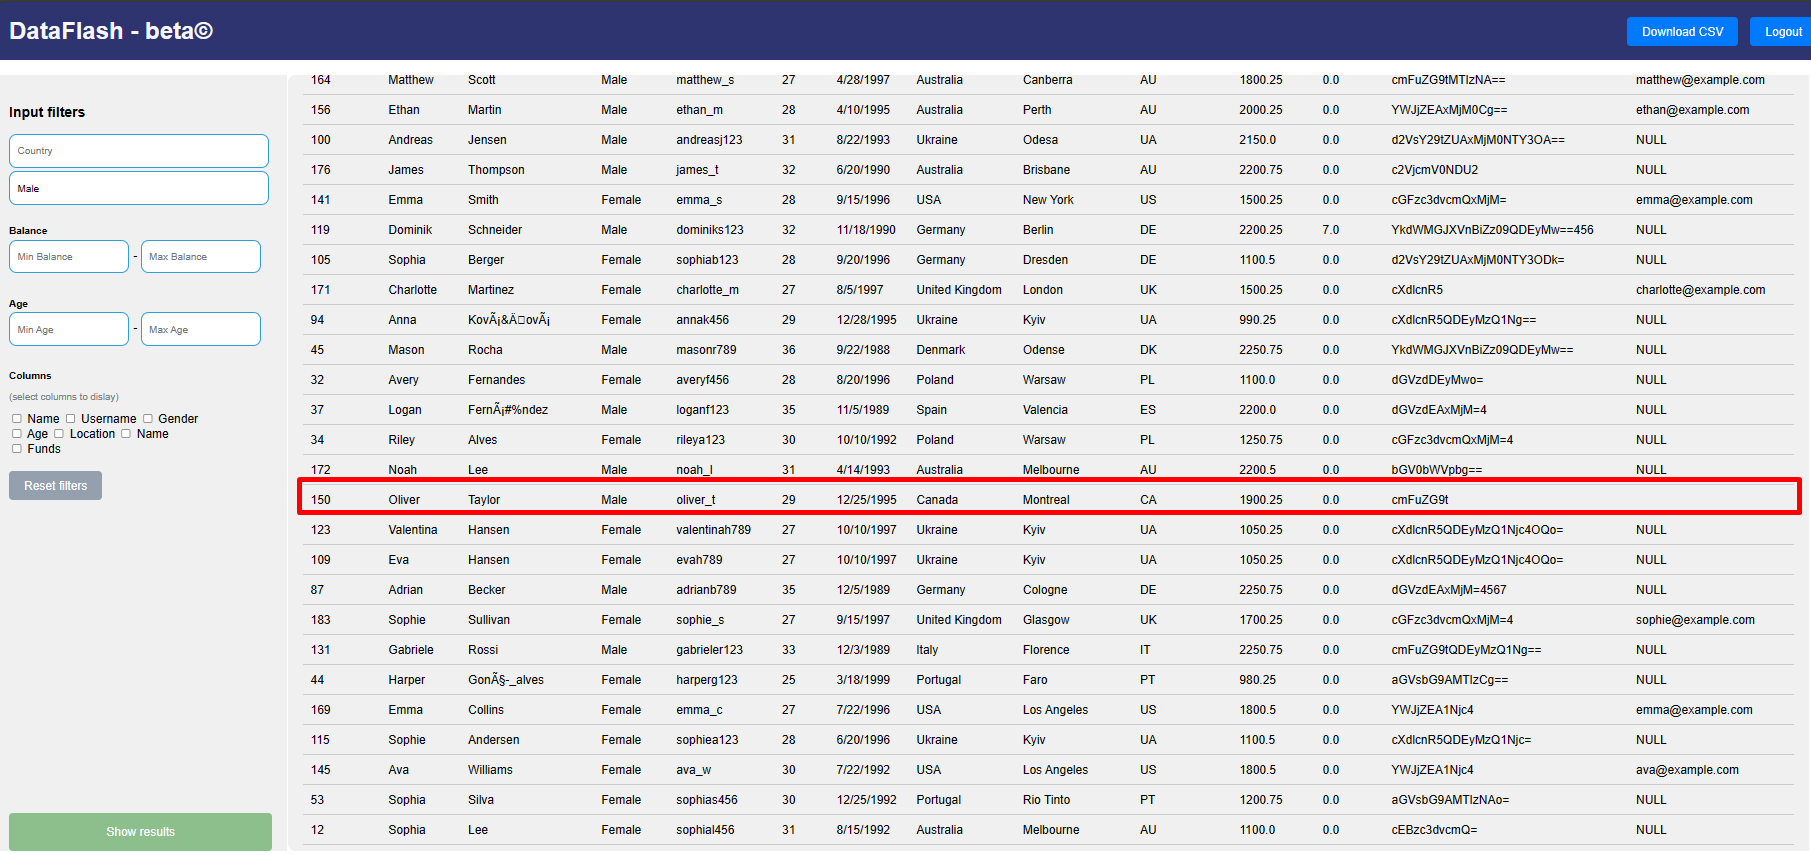 DataFlash - beta©
Download CSV
Logout
Input filters
Country
Male
Balance
Min Balance - Max Balance
Age
Min Age - Max Age
Columns
(select columns to dislay)
Name Username Gender
Age Location Name
Funds
Reset filters
Show results
164 Matthew Scott Male matthew_s 27 4/28/1997 Australia Canberra AU 1800.25 0.0 cmFuZG9tMTIzNA== matthew@example.com
156 Ethan Martin Male ethan_m 28 4/10/1995 Australia Perth AU 2000.25 0.0 YWJjZEAxMjM0Cg== ethan@example.com
100 Andreas Jensen Male andreasj123 31 8/22/1993 Ukraine Odesa UA 2150.0 0.0 d2VsY29tZUAxMjM0NTY3OA== NULL
176 James Thompson Male james_t 32 6/20/1990 Australia Brisbane AU 2200.75 0.0 c2VjcmV0NDU2 NULL
141 Emma Smith Female emma_s 28 9/15/1996 USA New York US 1500.25 0.0 cGFzc3dvcmQxMjM= emma@example.com
119 Dominik Schneider Male dominiks123 32 11/18/1990 Germany Berlin DE 2200.25 7.0 YkdWMGJXVnBiZz09QDEyMw==456 NULL
105 Sophia Berger Female sophiab123 28 9/20/1996 Germany Dresden DE 1100.5 0.0 d2VsY29tZUAxMjM0NTY3ODk= NULL
171 Charlotte Martinez Female charlotte_m 27 8/5/1997 United Kingdom London UK 1500.25 0.0 cXdlcnR5 charlotte@example.com
94 Anna KovÃ¡&Ä□ovÃ¡ Female annak456 29 12/28/1995 Ukraine Kyiv UA 990.25 0.0 cXdlcnR5QDEyMzQ1Ng== NULL
45 Mason Rocha Male masonr789 36 9/22/1988 Denmark Odense DK 2250.75 0.0 YkdWMGJXVnBiZz09QDEyMw== NULL
32 Avery Fernandes Female averyf456 28 8/20/1996 Poland Warsaw PL 1100.0 0.0 dGVzdDEyMwo= NULL
37 Logan FernÃ¡#%ndez Male loganf123 35 11/5/1989 Spain Valencia ES 2200.0 0.0 dGVzdEAxMjM=4 NULL
34 Riley Alves Female rileya123 30 10/10/1992 Poland Warsaw PL 1250.75 0.0 cGFzc3dvcmQxMjM=4 NULL
172 Noah Lee Male noah_l 31 4/14/1993 Australia Melbourne AU 2200.5 0.0 bGV0bWVpbg== NULL
150 Oliver Taylor Male oliver_t 29 12/25/1995 Canada Montreal CA 1900.25 0.0 cmFuZG9t
123 Valentina Hansen Female valentinah789 27 10/10/1997 Ukraine Kyiv UA 1050.25 0.0 cXdlcnR5QDEyMzQ1Njc4OQo= NULL
109 Eva Hansen Female evah789 27 10/10/1997 Ukraine Kyiv UA 1050.25 0.0 cXdlcnR5QDEyMzQ1Njc4OQo= NULL
87 Adrian Becker Male adrianb789 35 12/5/1989 Germany Cologne DE 2250.75 0.0 dGVzdEAxMjM=4567 NULL
183 Sophie Sullivan Female sophie_s 27 9/15/1997 United Kingdom Glasgow UK 1700.25 0.0 cGFzc3dvcmQxMjM=4 sophie@example.com
131 Gabriele Rossi Male gabrieler123 33 12/3/1989 Italy Florence IT 2250.75 0.0 cmFuZG9tQDEyMzQ1Ng== NULL
44 Harper GonÃ§-_alves Female harperg123 25 3/18/1999 Portugal Faro PT 980.25 0.0 aGVsbG9AMTIzCg== NULL
169 Emma Collins Female emma_c 27 7/22/1996 USA Los Angeles US 1800.5 0.0 YWJjZEA1Njc4 emma@example.com
115 Sophie Andersen Female sophiea123 28 6/20/1996 Ukraine Kyiv UA 1100.5 0.0 cXdlcnR5QDEyMzQ1Njc= NULL
145 Ava Williams Female ava_w 30 7/22/1992 USA Los Angeles US 1800.5 0.0 YWJjZEA1Njc4 ava@example.com
53 Sophia Silva Female sophias456 30 12/25/1992 Portugal Rio Tinto PT 1200.75 0.0 aGVsbG9AMTIzNAo= NULL
12 Sophia Lee Female sophial456 31 8/15/1992 Australia Melbourne AU 1100.0 0.0 cEBzc3dvcmQ= NULL